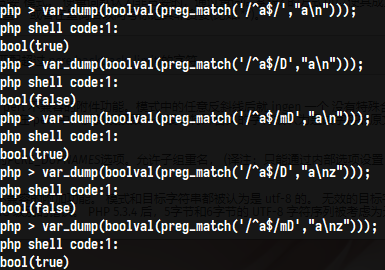 php > var_dump(boolval(preg_match('/^a$/',"a\n")));
php shell code:1:
bool(true)
php > var_dump(boolval(preg_match('/^a$/D',"a\n")));
php shell code:1:
bool(false)
php > var_dump(boolval(preg_match('/^a$/mD',"a\n")));
php shell code:1:
bool(true)
php > var_dump(boolval(preg_match('/^a$/D',"a\nz")));
php shell code:1:
bool(false)
php > var_dump(boolval(preg_match('/^a$/mD',"a\nz")));
php shell code:1:
bool(true)